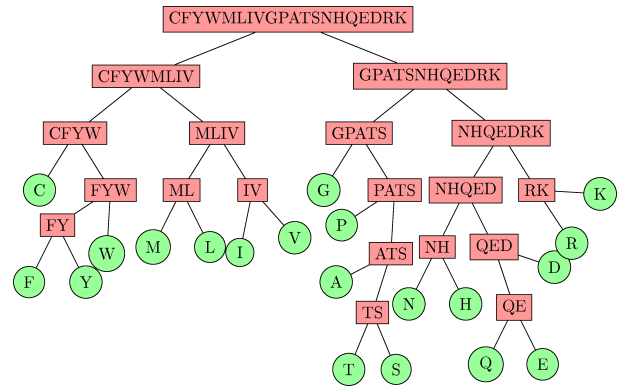 CFYWMLIVGPATSNHQEDRK
CFYWMLIV GPATSNHQEDRK
CFYW MLIV GPATS NHQEDRK
C FYW ML IV G PATS NHQED RK K
FY W M L I V P ATS NH QED D R
F Y A TS N H QE
T S Q E